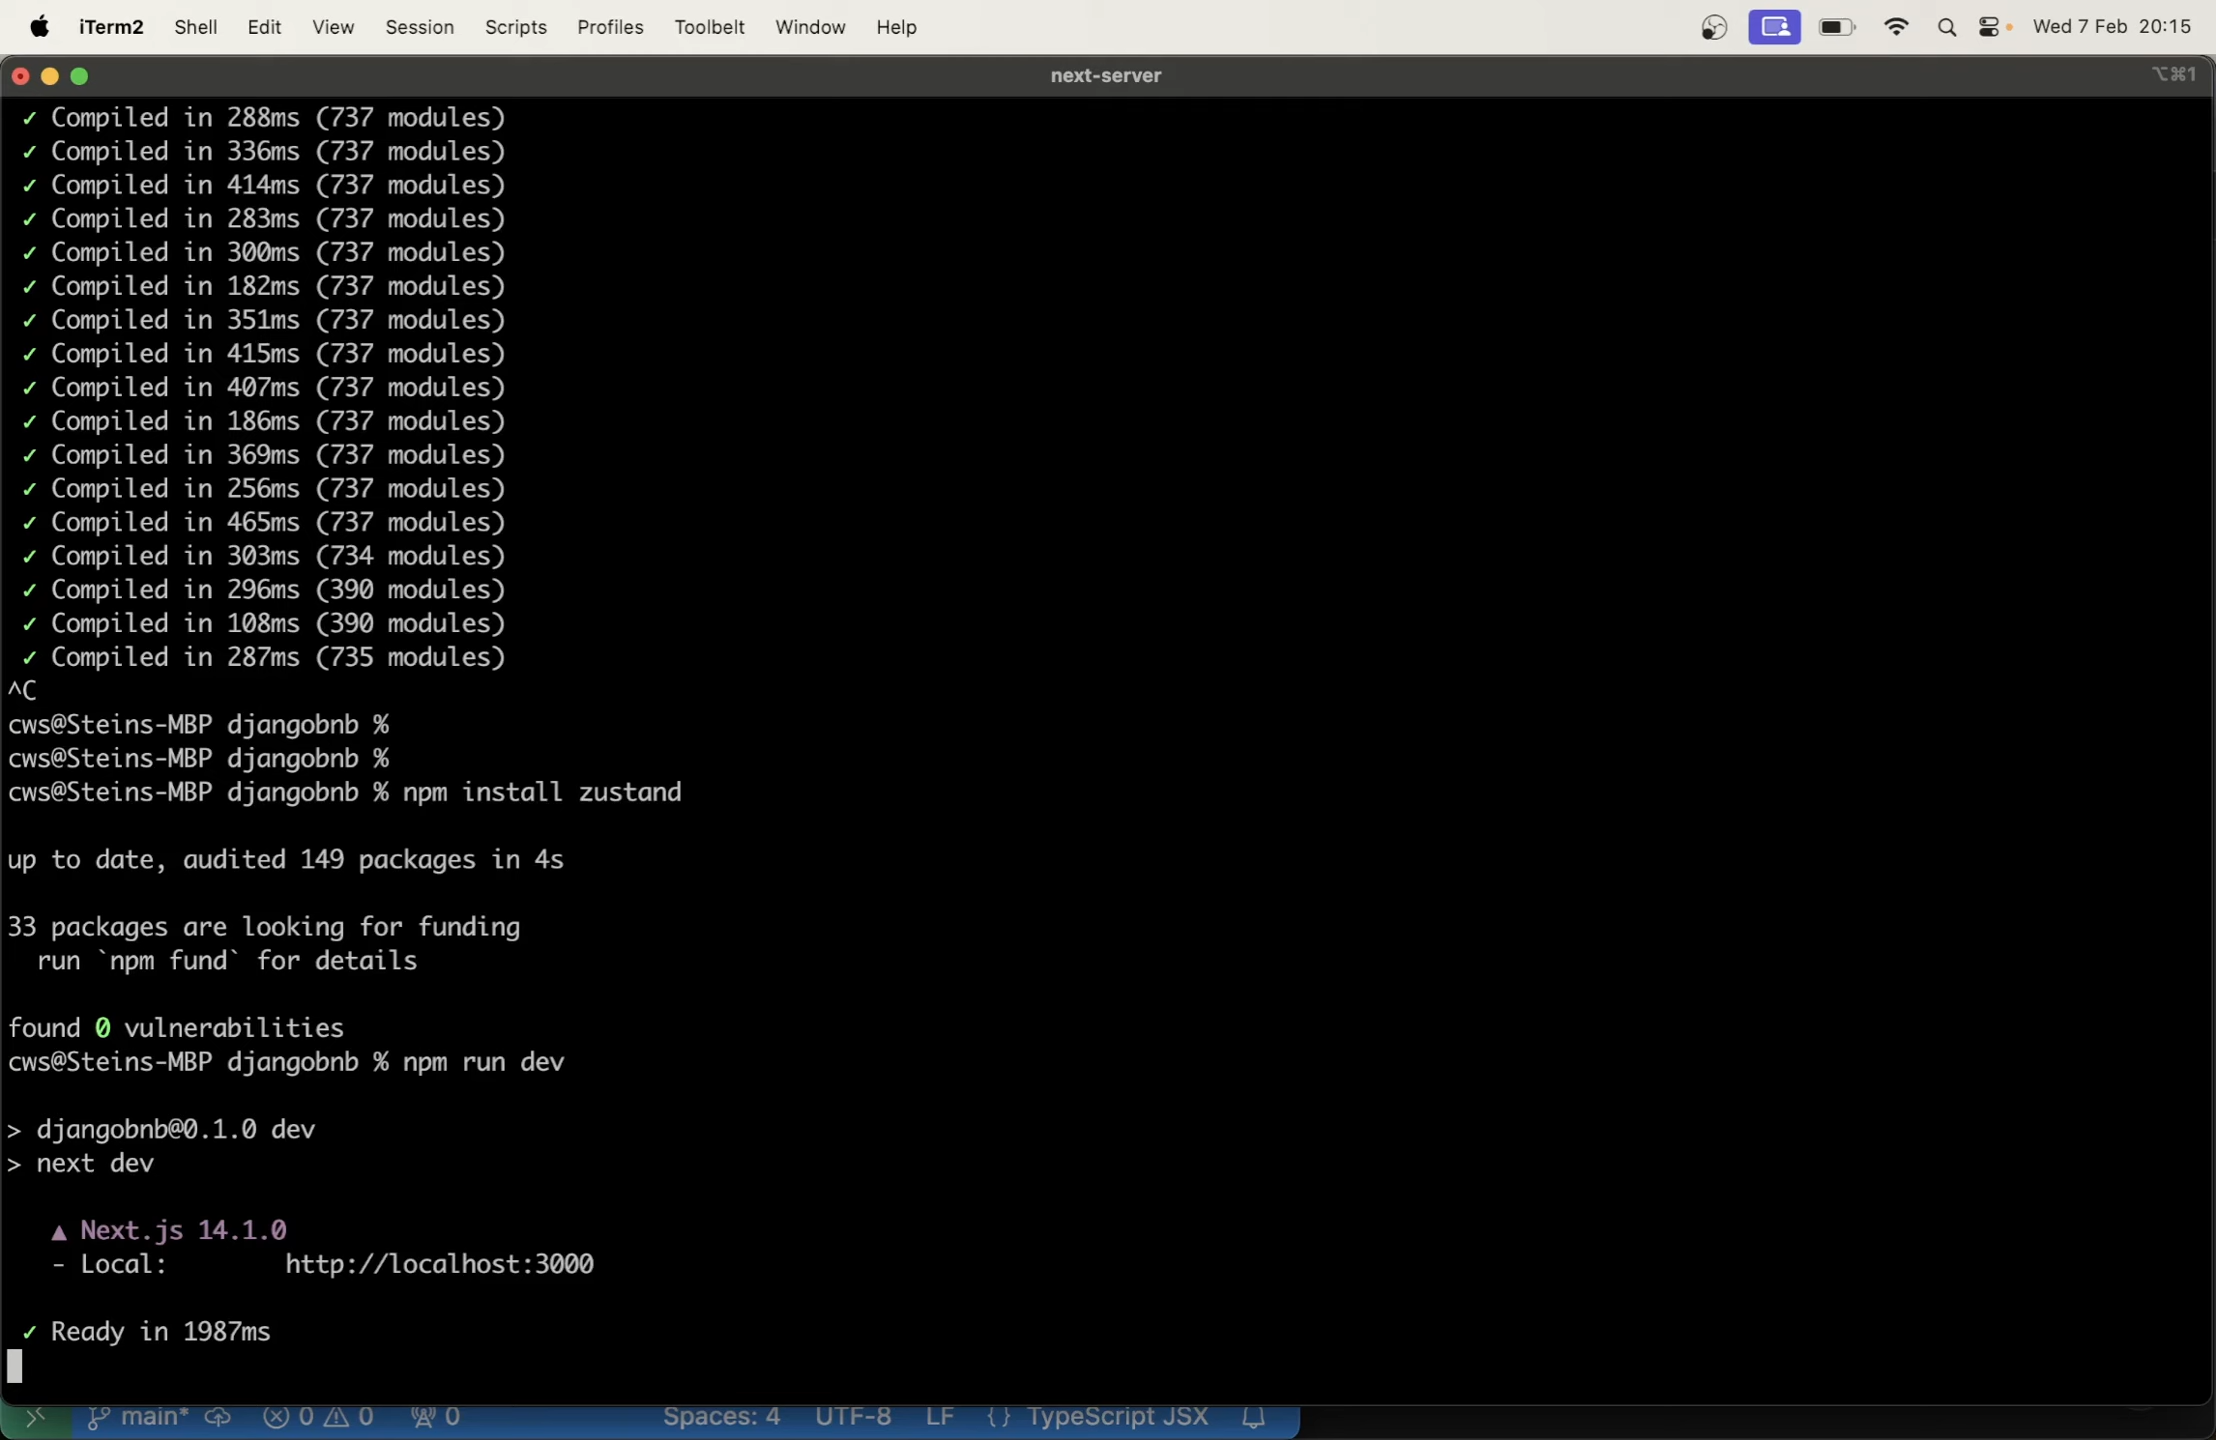 iTerm2 Shell Edit View Session Scripts Profiles Toolbelt Window Help Wed 7 Feb 20:15
next-server ⌥⌘1
✓ Compiled in 288ms (737 modules)
✓ Compiled in 336ms (737 modules)
✓ Compiled in 414ms (737 modules)
✓ Compiled in 283ms (737 modules)
✓ Compiled in 300ms (737 modules)
✓ Compiled in 182ms (737 modules)
✓ Compiled in 351ms (737 modules)
✓ Compiled in 415ms (737 modules)
✓ Compiled in 407ms (737 modules)
✓ Compiled in 186ms (737 modules)
✓ Compiled in 369ms (737 modules)
✓ Compiled in 256ms (737 modules)
✓ Compiled in 465ms (737 modules)
✓ Compiled in 303ms (734 modules)
✓ Compiled in 296ms (390 modules)
✓ Compiled in 108ms (390 modules)
✓ Compiled in 287ms (735 modules)
^C
cws@Steins-MBP djangobnb %
cws@Steins-MBP djangobnb %
cws@Steins-MBP djangobnb % npm install zustand
up to date, audited 149 packages in 4s
33 packages are looking for funding
run `npm fund` for details
found 0 vulnerabilities
cws@Steins-MBP djangobnb % npm run dev
> djangobnb@0.1.0 dev
> next dev
▲ Next.js 14.1.0
- Local: http://localhost:3000
✓ Ready in 1987ms
main* 0 0 0 Spaces: 4 UTF-8 LF {} TypeScript JSX